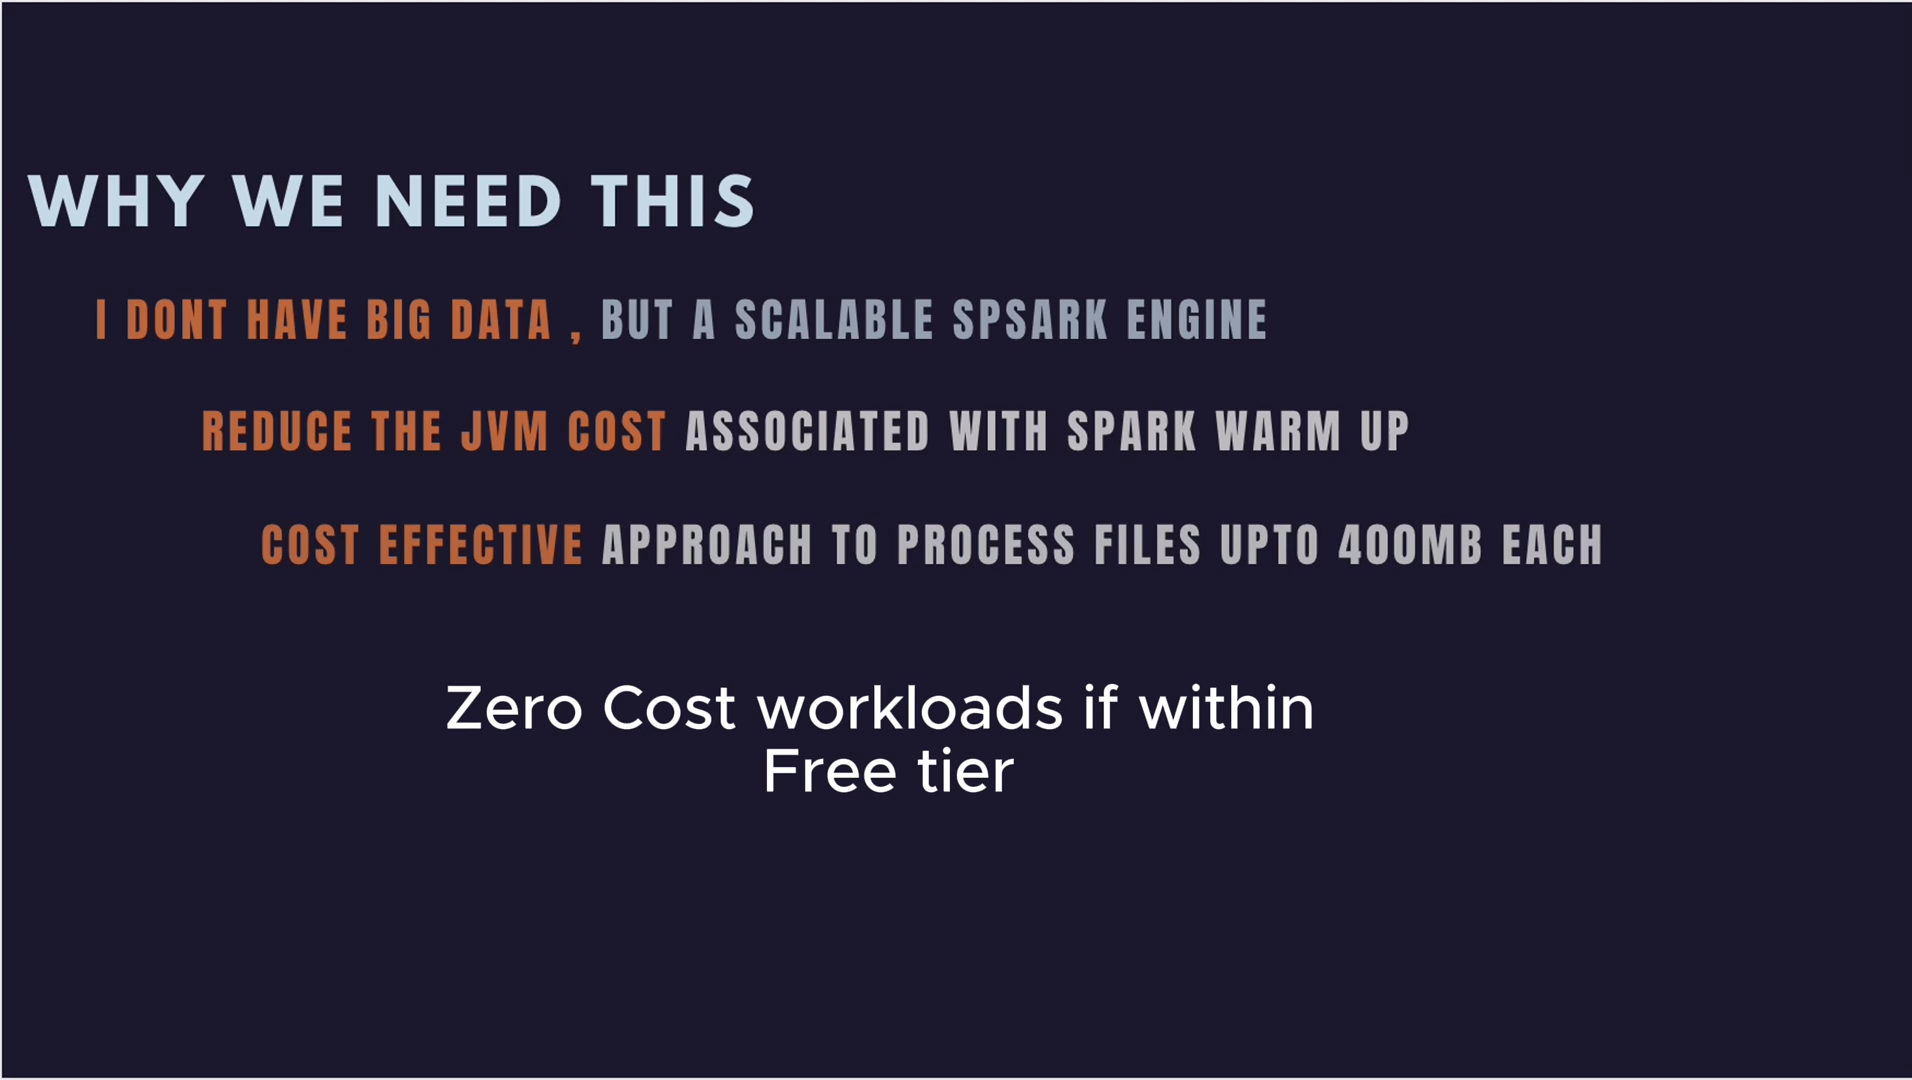 WHY WE NEED THIS
I DONT HAVE BIG DATA , BUT A SCALABLE SPSARK ENGINE
REDUCE THE JVM COST ASSOCIATED WITH SPARK WARM UP
COST EFFECTIVE APPROACH TO PROCESS FILES UPTO 400MB EACH
Zero Cost workloads if within
Free tier